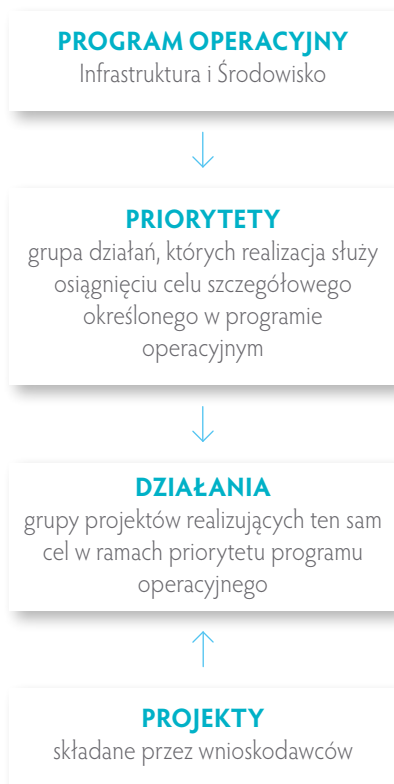 PROGRAM OPERACYJNY
Infrastruktura i Środowisko
PRIORYTETY
grupa działań, których realizacja służy
osiągnięciu celu szczegółowego
określonego w programie
operacyjnym
DZIAŁANIA
grupy projektów realizujących ten sam
cel w ramach priorytetu programu
operacyjnego
PROJEKTY
składane przez wnioskodawców